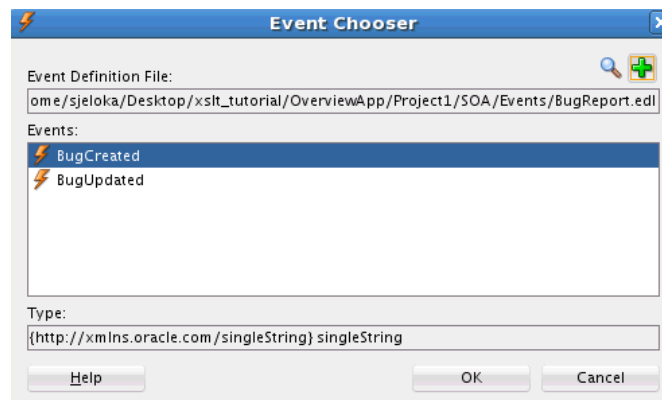 Event Chooser
Event Definition File:
ome/sjeloka/Desktop/xslt_tutorial/OverviewApp/Project1/SOA/Events/BugReport.edl
Events:
BugCreated
BugUpdated
Type:
{http://xmlns.oracle.com/singleString} singleString
Help
OK
Cancel